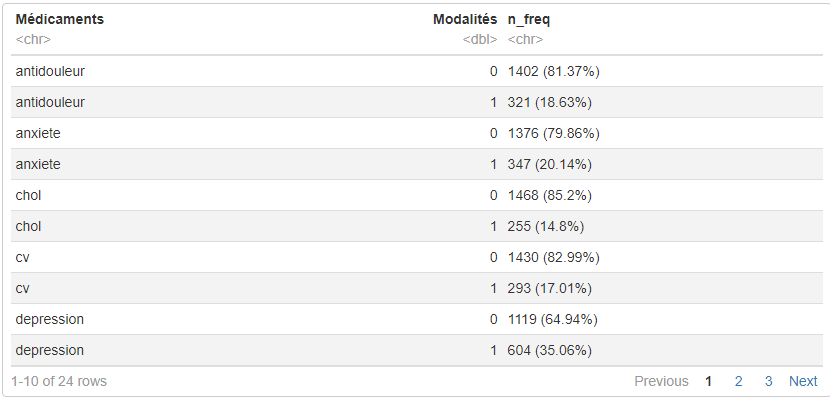 Médicaments Modalités n_freq
<chr> <dbl> <chr>
antidouleur 0 1402 (81.37%)
antidouleur 1 321 (18.63%)
anxiete 0 1376 (79.86%)
anxiete 1 347 (20.14%)
chol 0 1468 (85.2%)
chol 1 255 (14.8%)
cv 0 1430 (82.99%)
cv 1 293 (17.01%)
depression 0 1119 (64.94%)
depression 1 604 (35.06%)
1-10 of 24 rows Previous 1 2 3 Next